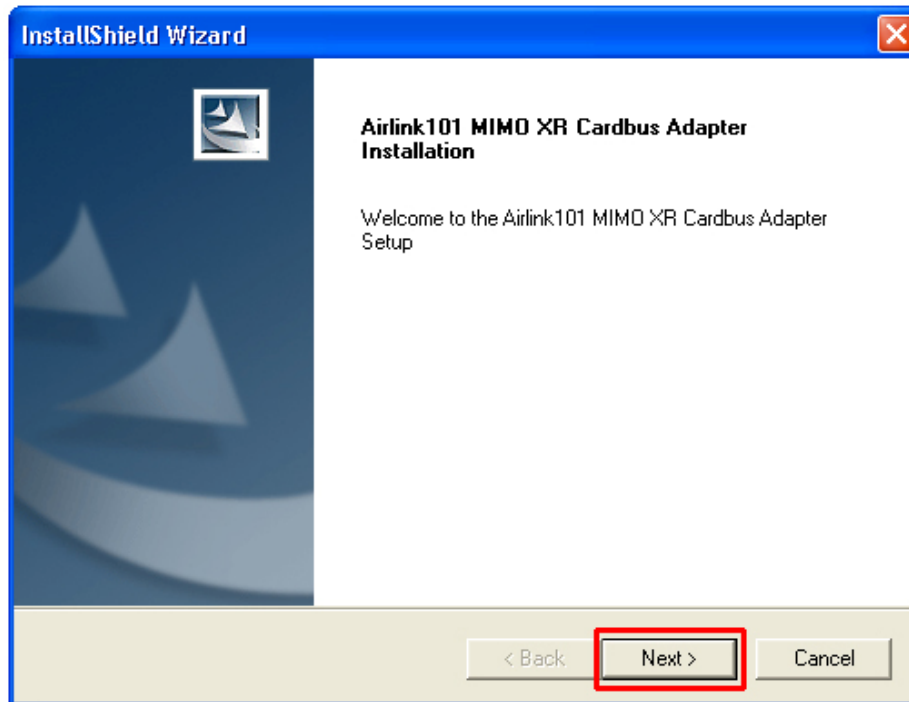 InstallShield Wizard
Airlink101 MIMO XR Cardbus Adapter
Installation
Welcome to the Airlink101 MIMO XR Cardbus Adapter
Setup
< Back
Next >
Cancel